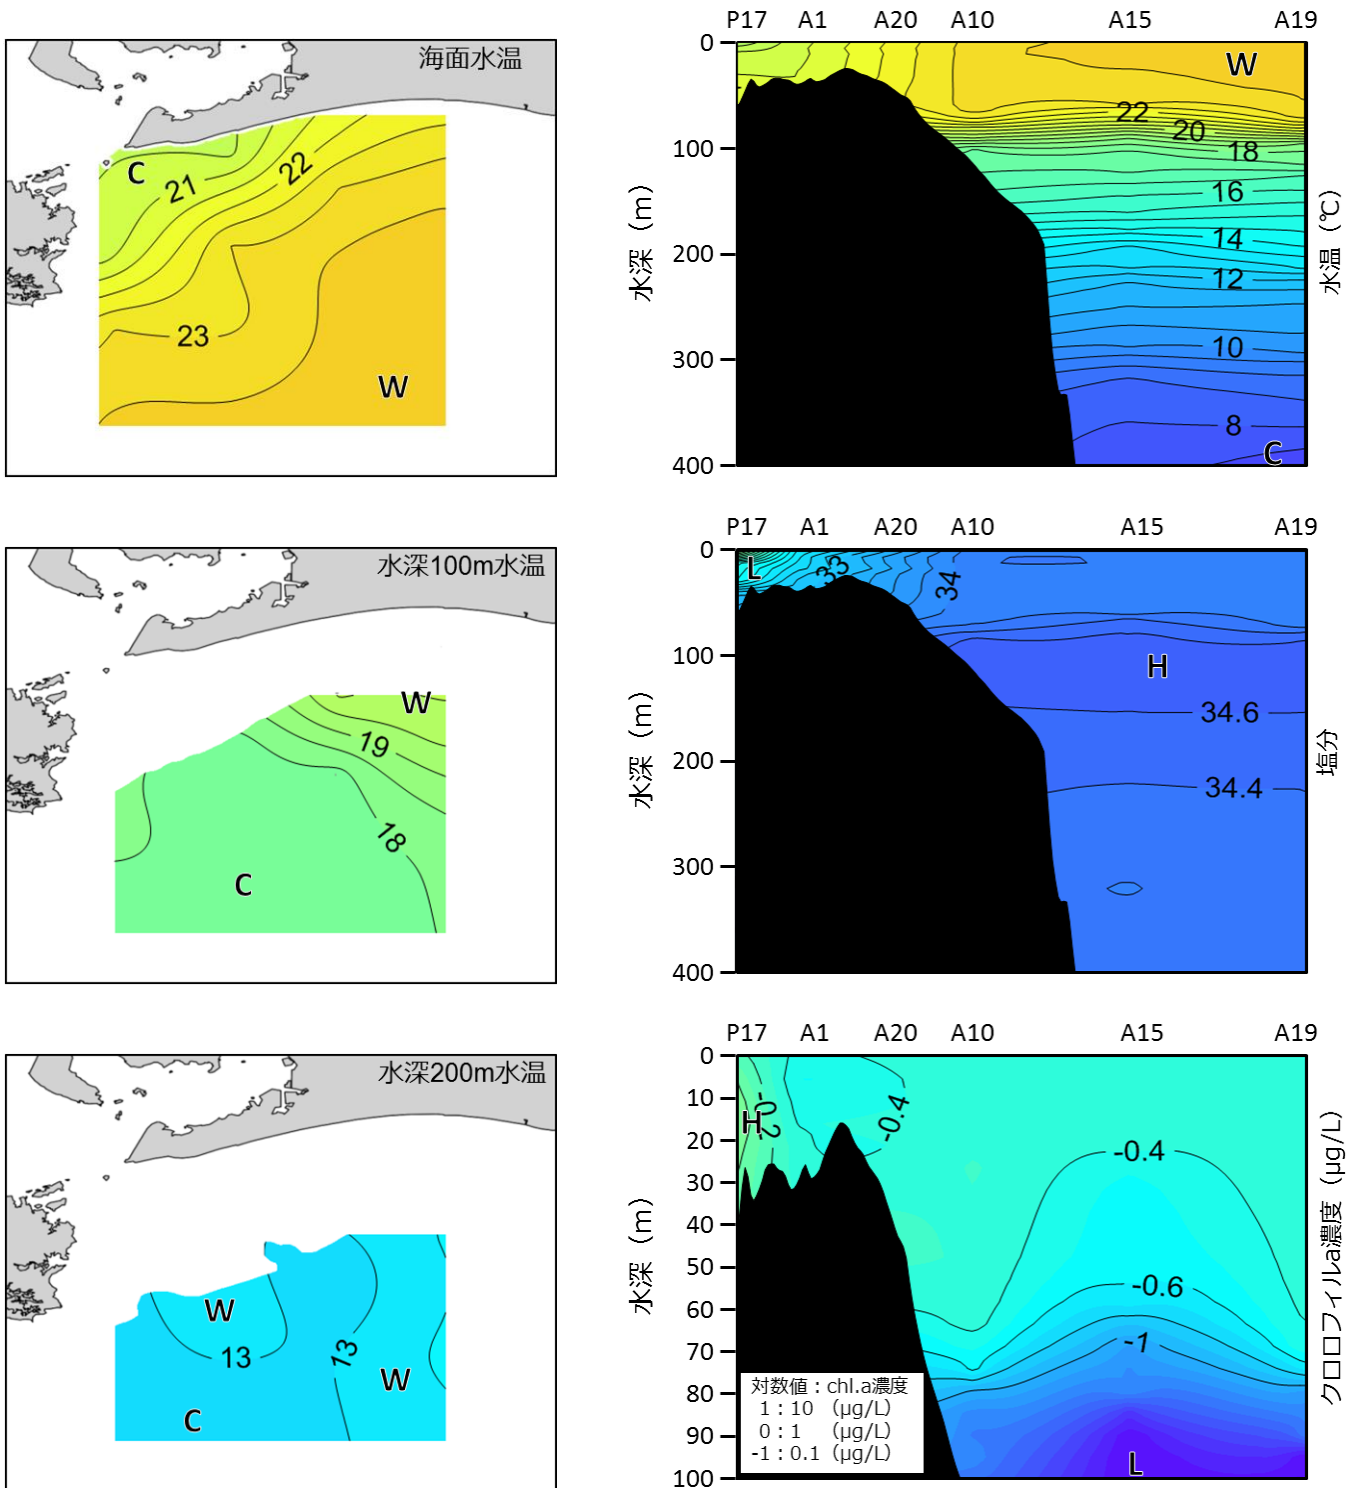 海面水温
C
21
22
23
W
水深100m水温
W
19
18
C
水深200m水温
W
13
13
W
C
P17 A1 A20 A10 A15 A19
0
100
200
300
400
水深（m）
W
22
20
18
16
14
12
10
8
C
水温（℃）
P17 A1 A20 A10 A15 A19
0
100
200
300
400
水深（m）
L
33
34
H
34.6
34.4
塩分
P17 A1 A20 A10 A15 A19
0
10
20
30
40
50
60
70
80
90
100
水深（m）
H
-0.2
-0.4
-0.4
-0.6
-1
L
対数値：chl.a濃度
1：10 （μg/L）
0：1 （μg/L）
-1：0.1（μg/L）
クロロフィルa濃度（μg/L）